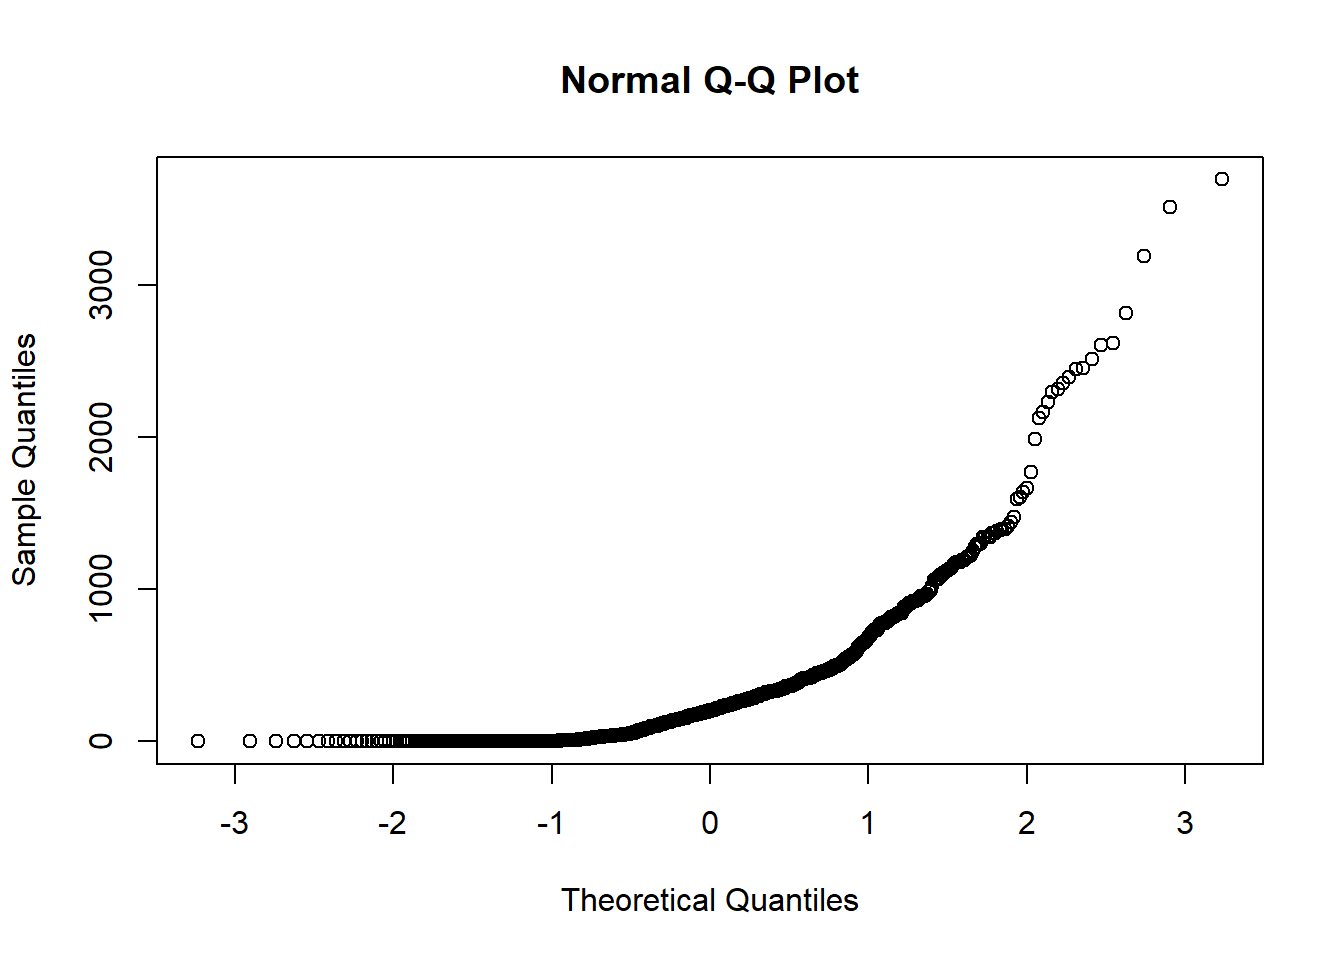 Normal Q-Q Plot
Sample Quantiles
3000
2000
1000
0
-3 -2 -1 0 1 2 3
Theoretical Quantiles